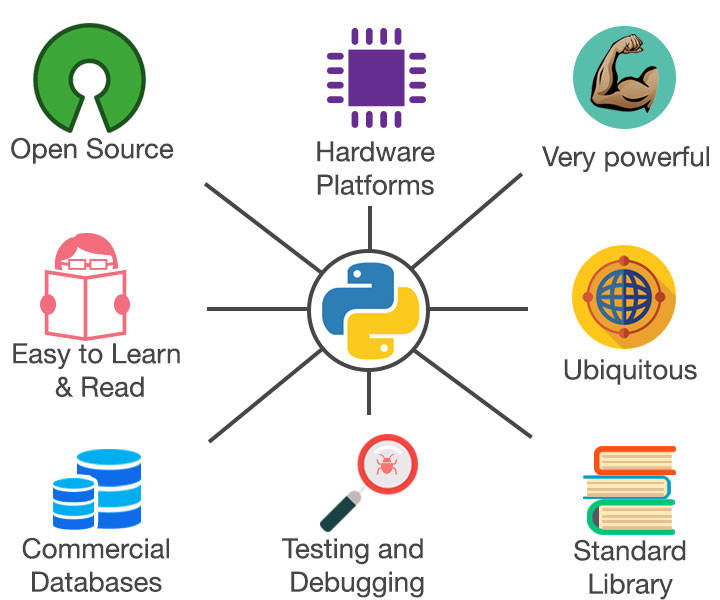 Open Source
Hardware
Platforms
Very powerful
Easy to Learn
& Read
Ubiquitous
Commercial
Databases
Testing and
Debugging
Standard
Library